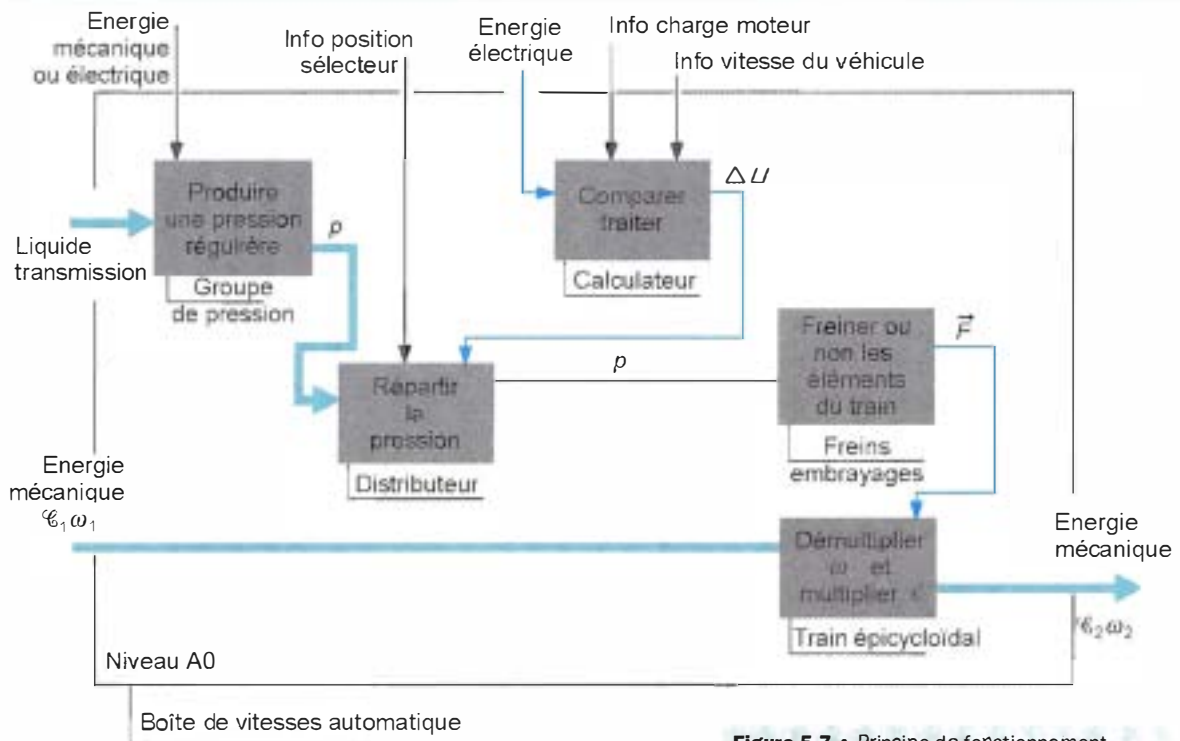 Energie
mécanique
ou électrique
Info position
sélecteur
Energie
électrique
Info charge moteur
Info vitesse du véhicule
Produire
une pression
régulière
p
Liquide
transmission
Groupe
de pression
Comparer
traiter
ΔU
Calculateur
Répartir
la
pression
Distributeur
p
Freiner ou
non les
éléments
du train
F⃗
Freins
embrayages
Energie
mécanique
𝒞₁ω₁
Démultiplier
ω et
multiplier
Train épicycloïdal
Energie
mécanique
𝒞₂ω₂
Niveau A0
Boîte de vitesses automatique
Figure 5.7 • Principe de fonctionnement